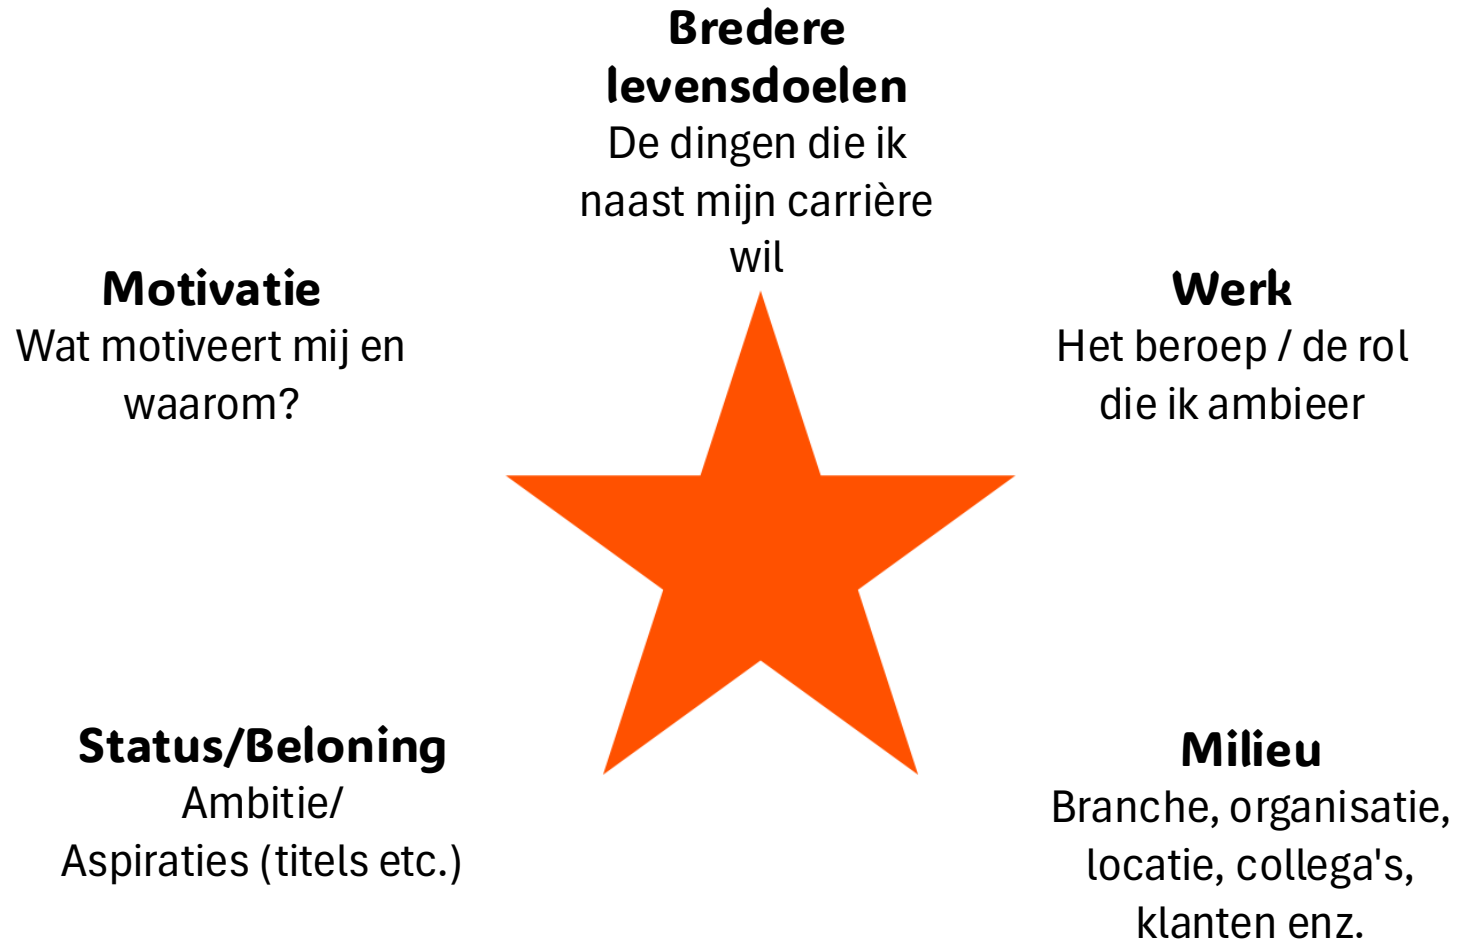 Bredere
levensdoelen
De dingen die ik
naast mijn carrière
wil
Motivatie
Wat motiveert mij en
waarom?
Werk
Het beroep / de rol
die ik ambieer
Status/Beloning
Ambitie/
Aspiraties (titels etc.)
Milieu
Branche, organisatie,
locatie, collega's,
klanten enz.